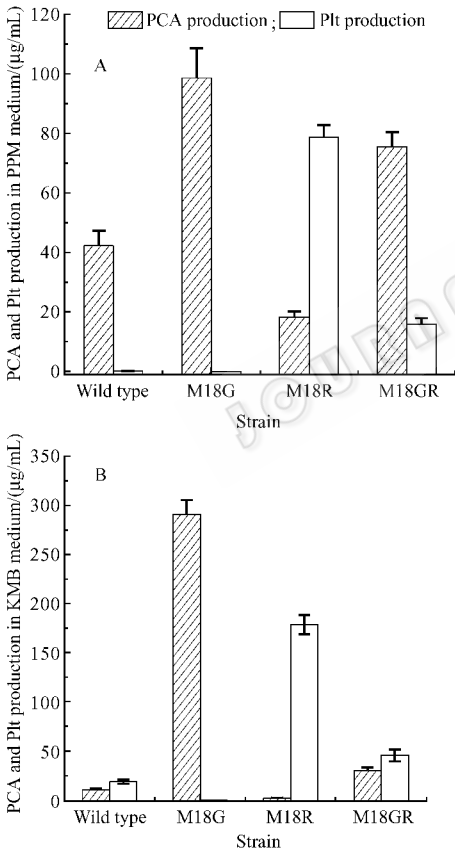 PCA production ; Plt production
A
PCA and Plt production in PPM medium/(μg/mL)
120
100
80
60
40
20
0
Wild type M18G M18R M18GR
Strain
JOURNAL
B
PCA and Plt production in KMB medium/(μg/mL)
350
300
250
200
150
100
50
0
Wild type M18G M18R M18GR
Strain